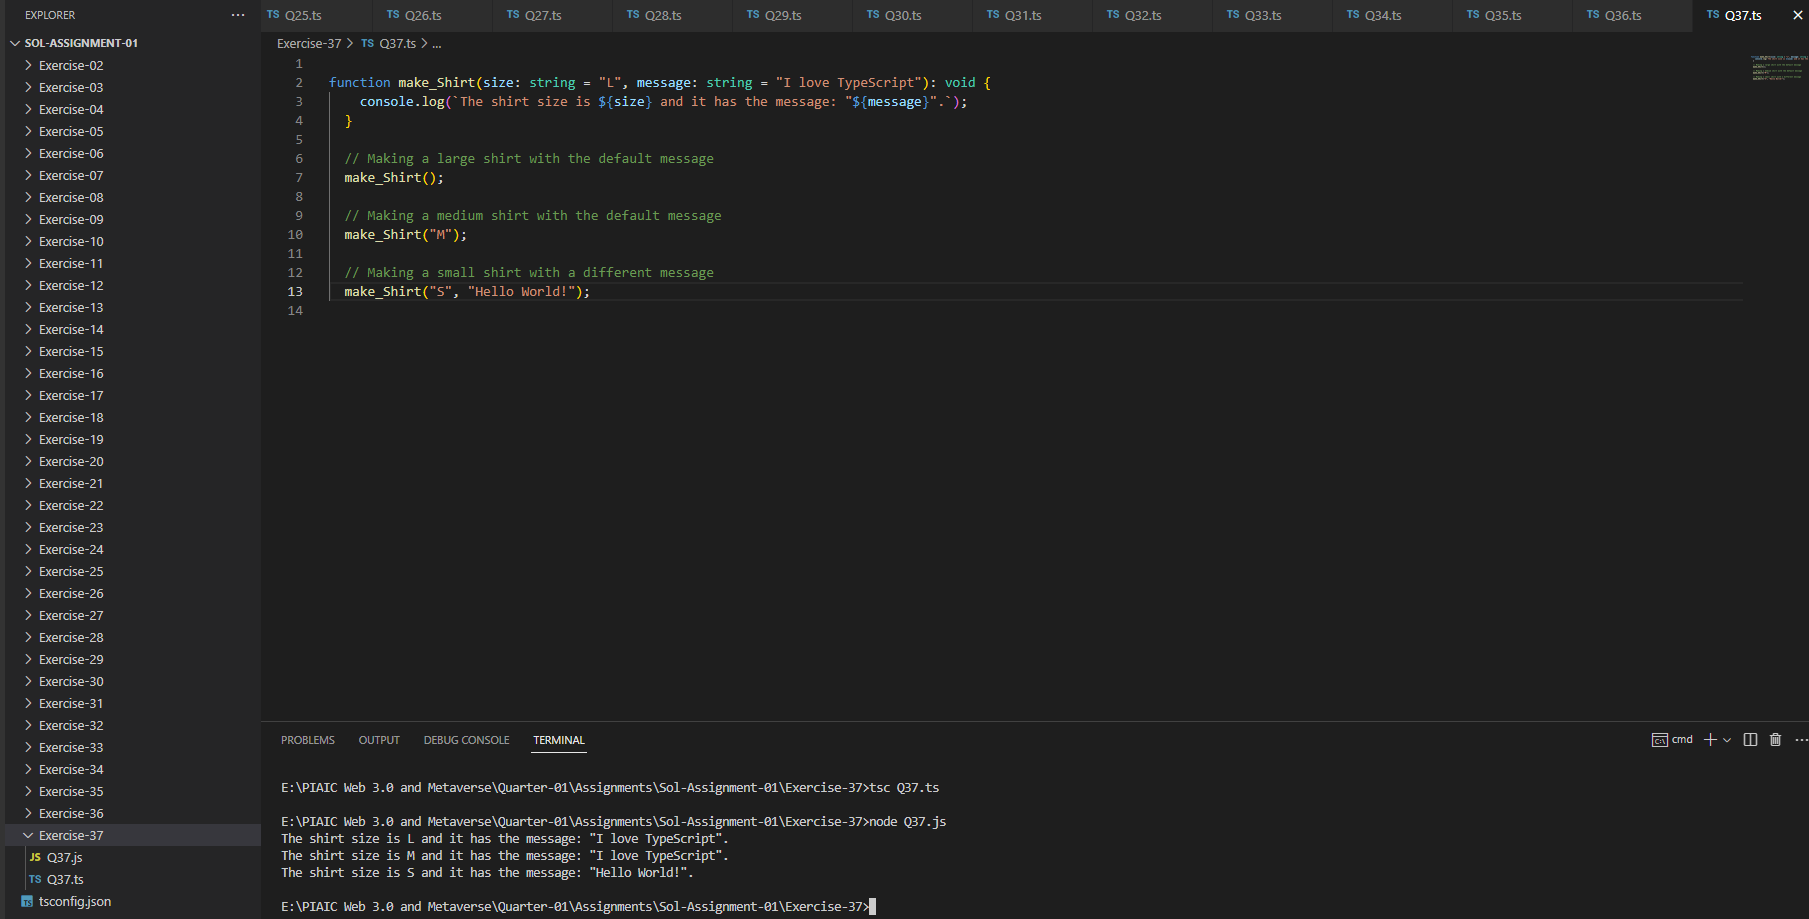 EXPLORER
SOL-ASSIGNMENT-01
Exercise-02
Exercise-03
Exercise-04
Exercise-05
Exercise-06
Exercise-07
Exercise-08
Exercise-09
Exercise-10
Exercise-11
Exercise-12
Exercise-13
Exercise-14
Exercise-15
Exercise-16
Exercise-17
Exercise-18
Exercise-19
Exercise-20
Exercise-21
Exercise-22
Exercise-23
Exercise-24
Exercise-25
Exercise-26
Exercise-27
Exercise-28
Exercise-29
Exercise-30
Exercise-31
Exercise-32
Exercise-33
Exercise-34
Exercise-35
Exercise-36
Exercise-37
JS Q37.js
TS Q37.ts
TS tsconfig.json
TS Q25.ts TS Q26.ts TS Q27.ts TS Q28.ts TS Q29.ts TS Q30.ts TS Q31.ts TS Q32.ts TS Q33.ts TS Q34.ts TS Q35.ts TS Q36.ts TS Q37.ts
Exercise-37 > TS Q37.ts > ...
1
2 function make_Shirt(size: string = "L", message: string = "I love TypeScript"): void {
3 console.log(`The shirt size is ${size} and it has the message: "${message}".`);
4 }
5
6 // Making a large shirt with the default message
7 make_Shirt();
8
9 // Making a medium shirt with the default message
10 make_Shirt("M");
11
12 // Making a small shirt with a different message
13 make_Shirt("S", "Hello World!");
14
PROBLEMS OUTPUT DEBUG CONSOLE TERMINAL cmd
E:\PIAIC Web 3.0 and Metaverse\Quarter-01\Assignments\Sol-Assignment-01\Exercise-37>tsc Q37.ts
E:\PIAIC Web 3.0 and Metaverse\Quarter-01\Assignments\Sol-Assignment-01\Exercise-37>node Q37.js
The shirt size is L and it has the message: "I love TypeScript".
The shirt size is M and it has the message: "I love TypeScript".
The shirt size is S and it has the message: "Hello World!".
E:\PIAIC Web 3.0 and Metaverse\Quarter-01\Assignments\Sol-Assignment-01\Exercise-37>